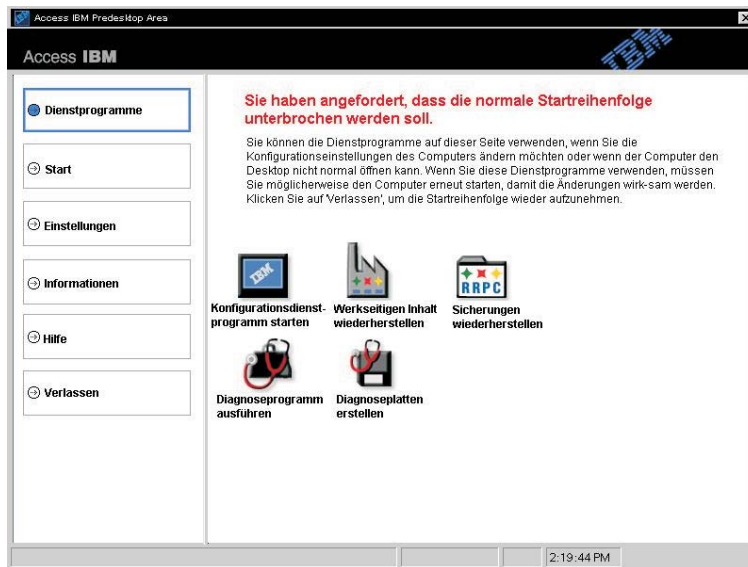 Access IBM Predesktop Area
Access IBM
IBM
Dienstprogramme
Start
Einstellungen
Informationen
Hilfe
Verlassen
Sie haben angefordert, dass die normale Startreihenfolge
unterbrochen werden soll.
Sie können die Dienstprogramme auf dieser Seite verwenden, wenn Sie die
Konfigurationseinstellungen des Computers ändern möchten oder wenn der Computer den
Desktop nicht normal öffnen kann. Wenn Sie diese Dienstprogramme verwenden, müssen
Sie möglicherweise den Computer erneut starten, damit die Änderungen wirk-sam werden.
Klicken Sie auf 'Verlassen', um die Startreihenfolge wieder aufzunehmen.
IBM
RRPC
Konfigurationsdienst-
programm starten
Werkseitigen Inhalt
wiederherstellen
Sicherungen
wiederherstellen
Diagnoseprogramm
ausführen
Diagnoseplatten
erstellen
2:19:44 PM